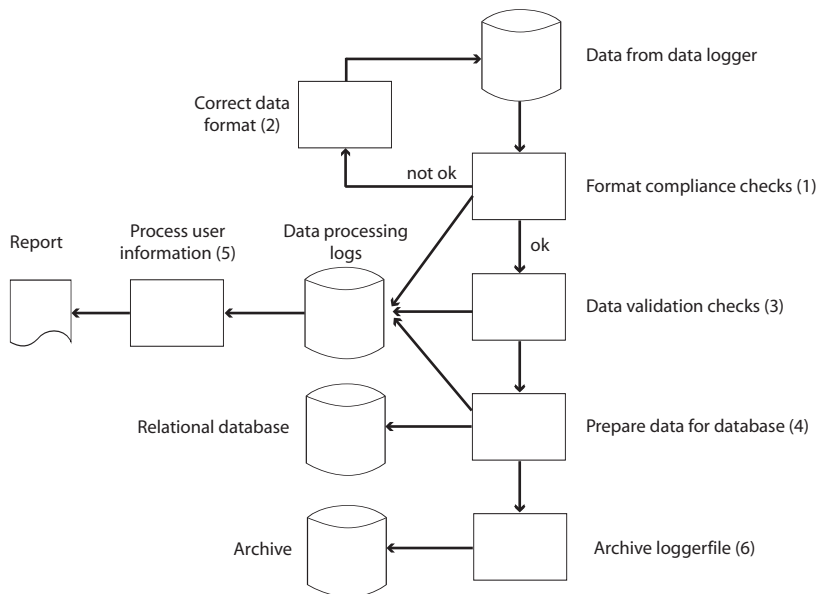 Data from data logger
Correct data
format (2)
not ok
Format compliance checks (1)
ok
Report
Process user
information (5)
Data processing
logs
Data validation checks (3)
Relational database
Prepare data for database (4)
Archive
Archive loggerfile (6)